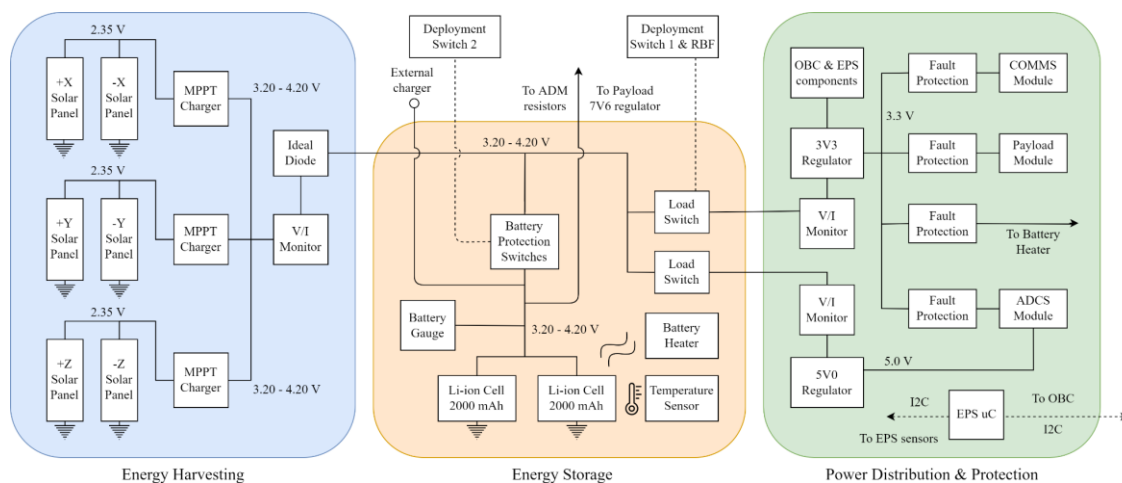 2.35 V
+X
Solar
Panel
-X
Solar
Panel
MPPT
Charger
3.20 - 4.20 V
2.35 V
+Y
Solar
Panel
-Y
Solar
Panel
MPPT
Charger
Ideal
Diode
V/I
Monitor
2.35 V
+Z
Solar
Panel
-Z
Solar
Panel
MPPT
Charger
3.20 - 4.20 V
Energy Harvesting
Deployment
Switch 2
Deployment
Switch 1 & RBF
External
charger
To ADM
resistors
To Payload
7V6 regulator
3.20 - 4.20 V
Battery
Protection
Switches
Load
Switch
Load
Switch
Battery
Gauge
3.20 - 4.20 V
Battery
Heater
Li-ion Cell
2000 mAh
Li-ion Cell
2000 mAh
Temperature
Sensor
Energy Storage
OBC & EPS
components
Fault
Protection
COMMS
Module
3.3 V
3V3
Regulator
Fault
Protection
Payload
Module
V/I
Monitor
Fault
Protection
To Battery
Heater
V/I
Monitor
Fault
Protection
ADCS
Module
5V0
Regulator
5.0 V
I2C
EPS uC
To OBC
I2C
To EPS sensors
Power Distribution & Protection